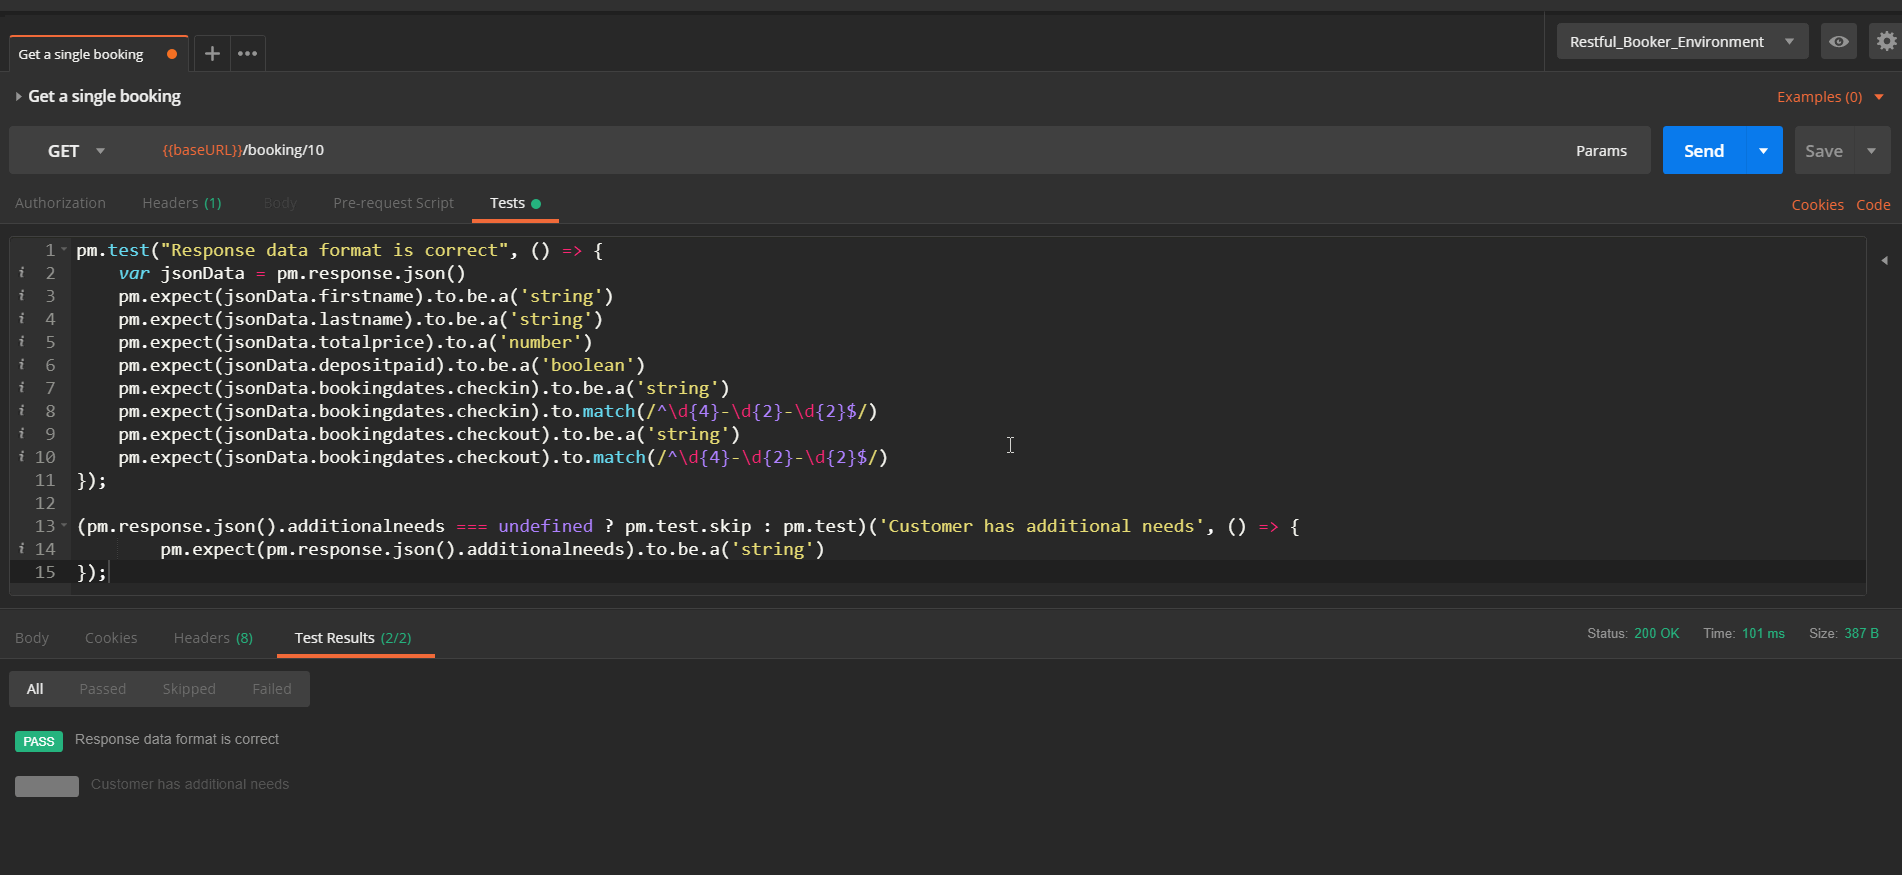 Get a single booking
Restful_Booker_Environment
Get a single booking
Examples (0)
GET {{baseURL}}/booking/10 Params Send Save
Authorization Headers (1) Body Pre-request Script Tests Cookies Code
1 pm.test("Response data format is correct", () => {
i 2 var jsonData = pm.response.json()
i 3 pm.expect(jsonData.firstname).to.be.a('string')
i 4 pm.expect(jsonData.lastname).to.be.a('string')
i 5 pm.expect(jsonData.totalprice).to.a('number')
i 6 pm.expect(jsonData.depositpaid).to.be.a('boolean')
i 7 pm.expect(jsonData.bookingdates.checkin).to.be.a('string')
i 8 pm.expect(jsonData.bookingdates.checkin).to.match(/^\d{4}-\d{2}-\d{2}$/)
i 9 pm.expect(jsonData.bookingdates.checkout).to.be.a('string')
i 10 pm.expect(jsonData.bookingdates.checkout).to.match(/^\d{4}-\d{2}-\d{2}$/)
11 });
12
13 (pm.response.json().additionalneeds === undefined ? pm.test.skip : pm.test)('Customer has additional needs', () => {
i 14 pm.expect(pm.response.json().additionalneeds).to.be.a('string')
15 });
Body Cookies Headers (8) Test Results (2/2) Status: 200 OK Time: 101 ms Size: 387 B
All Passed Skipped Failed
PASS Response data format is correct
Customer has additional needs